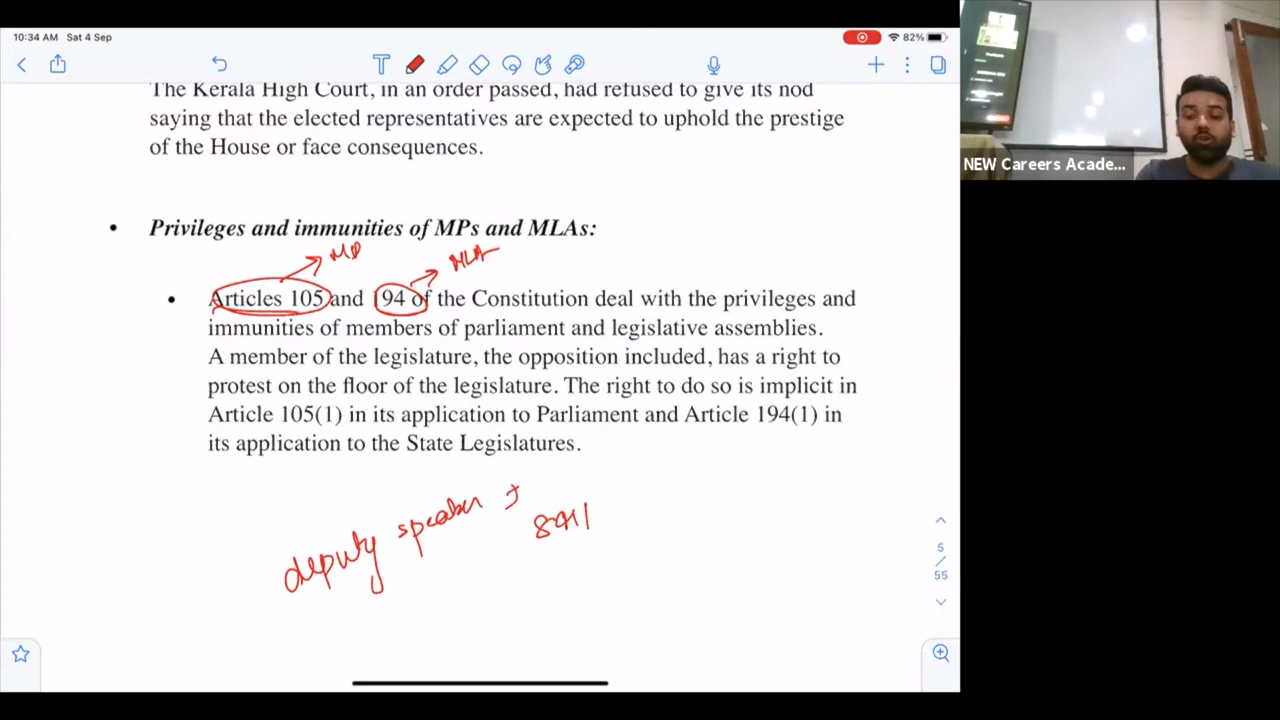 10:34 AM Sat 4 Sep
82%
The Kerala High Court, in an order passed, had refused to give its nod
saying that the elected representatives are expected to uphold the prestige
of the House or face consequences.
NEW Careers Acade...
• Privileges and immunities of MPs and MLAs:
MP
MLA
• Articles 105 and 194 of the Constitution deal with the privileges and
immunities of members of parliament and legislative assemblies.
A member of the legislature, the opposition included, has a right to
protest on the floor of the legislature. The right to do so is implicit in
Article 105(1) in its application to Parliament and Article 194(1) in
its application to the State Legislatures.
deputy speaker
5
/
55